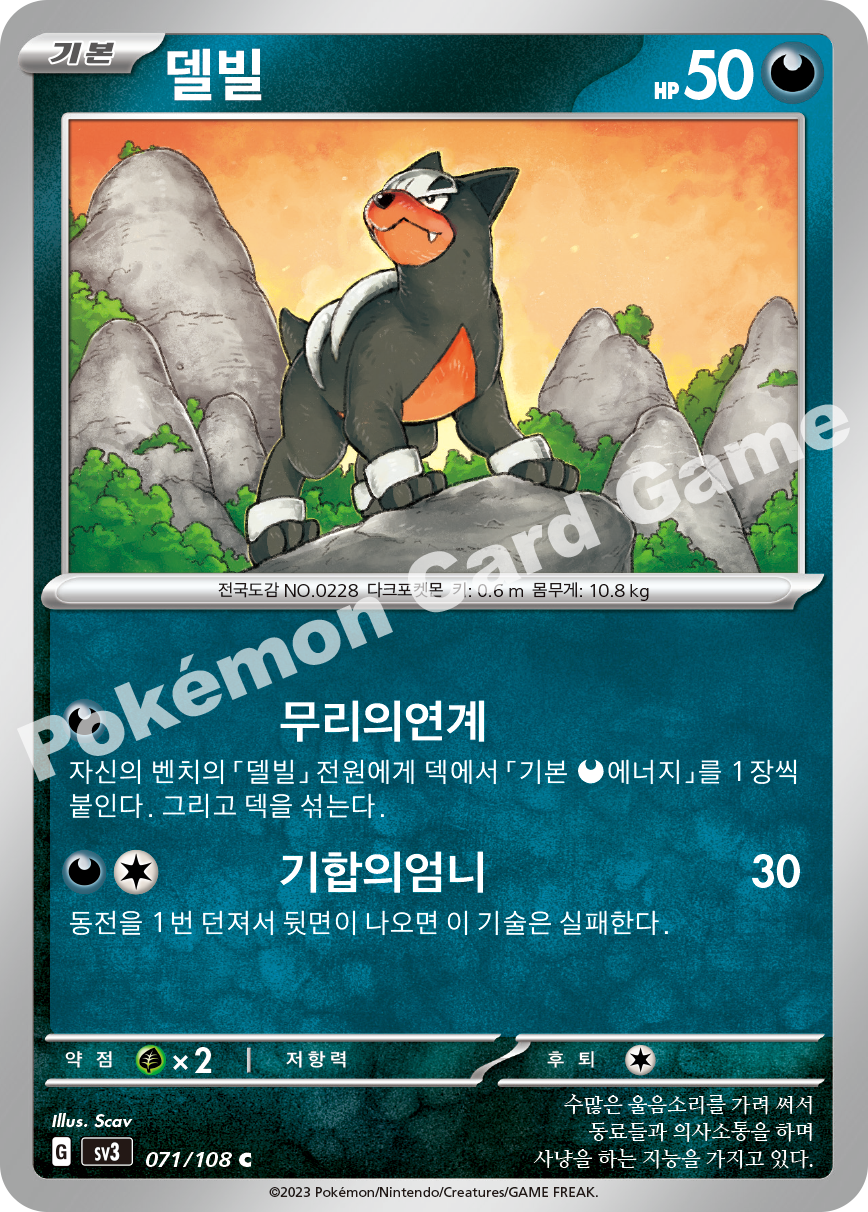 기본
델빌
HP 50
전국도감 NO.0228 다크포켓몬 키: 0.6 m 몸무게: 10.8 kg
Pokémon Card Game
무리의연계
자신의 벤치의 「델빌」 전원에게 덱에서 「기본 에너지」를 1장씩
붙인다. 그리고 덱을 섞는다.
기합의엄니 30
동전을 1번 던져서 뒷면이 나오면 이 기술은 실패한다.
약점 ×2 저항력 후퇴
수많은 울음소리를 가려 써서
동료들과 의사소통을 하며
사냥을 하는 지능을 가지고 있다.
Illus. Scav
G sv3 071/108 C
©2023 Pokémon/Nintendo/Creatures/GAME FREAK.